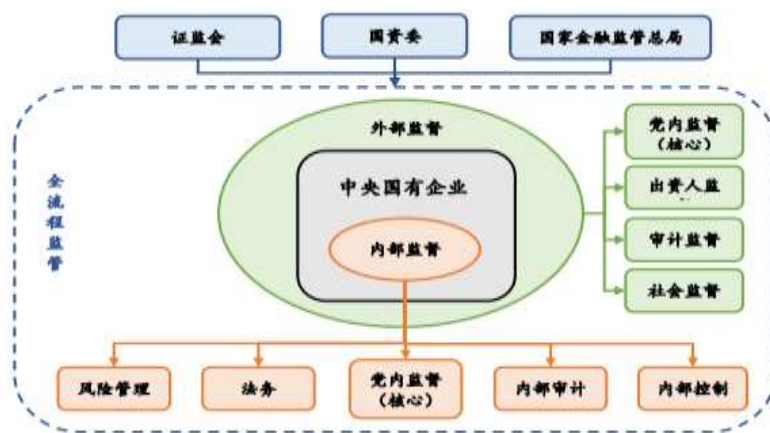 证监会
国资委
国家金融监管总局
全流程监管
外部监督
中央国有企业
内部监督
党内监督
(核心)
出资人监
审计监督
社会监督
风险管理
法务
党内监督
(核心)
内部审计
内部控制